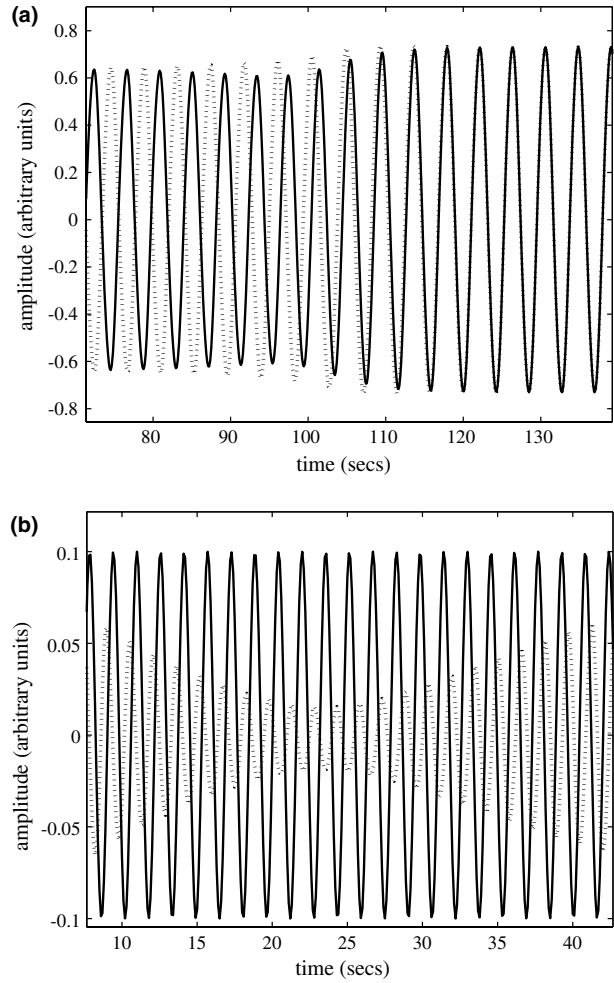 (a)
0.8
0.6
0.4
0.2
0
-0.2
-0.4
-0.6
-0.8
amplitude (arbitrary units)
80 90 100 110 120 130
time (secs)
(b)
0.1
0.05
0
-0.05
-0.1
amplitude (arbitrary units)
10 15 20 25 30 35 40
time (secs)